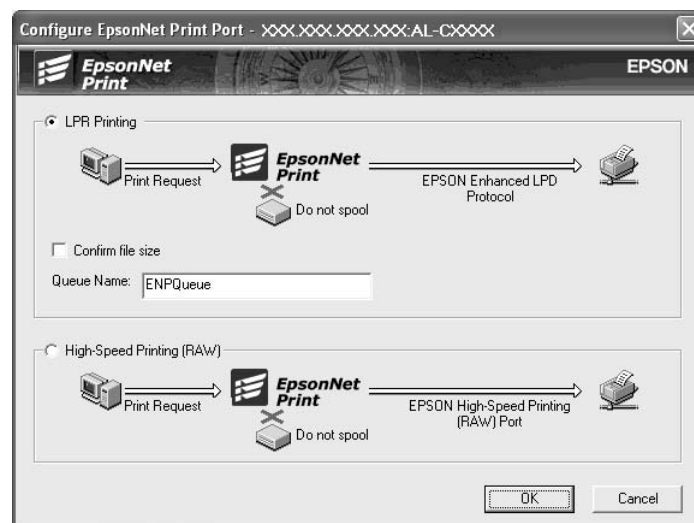 Configure EpsonNet Print Port - XXX.XXX.XXX.XXX:AL-CXXXX
EpsonNet
Print
EPSON
LPR Printing
Print Request
EpsonNet
Print
Do not spool
EPSON Enhanced LPD
Protocol
Confirm file size
Queue Name:
ENPQueue
High-Speed Printing (RAW)
Print Request
EpsonNet
Print
Do not spool
EPSON High-Speed Printing
(RAW) Port
OK
Cancel